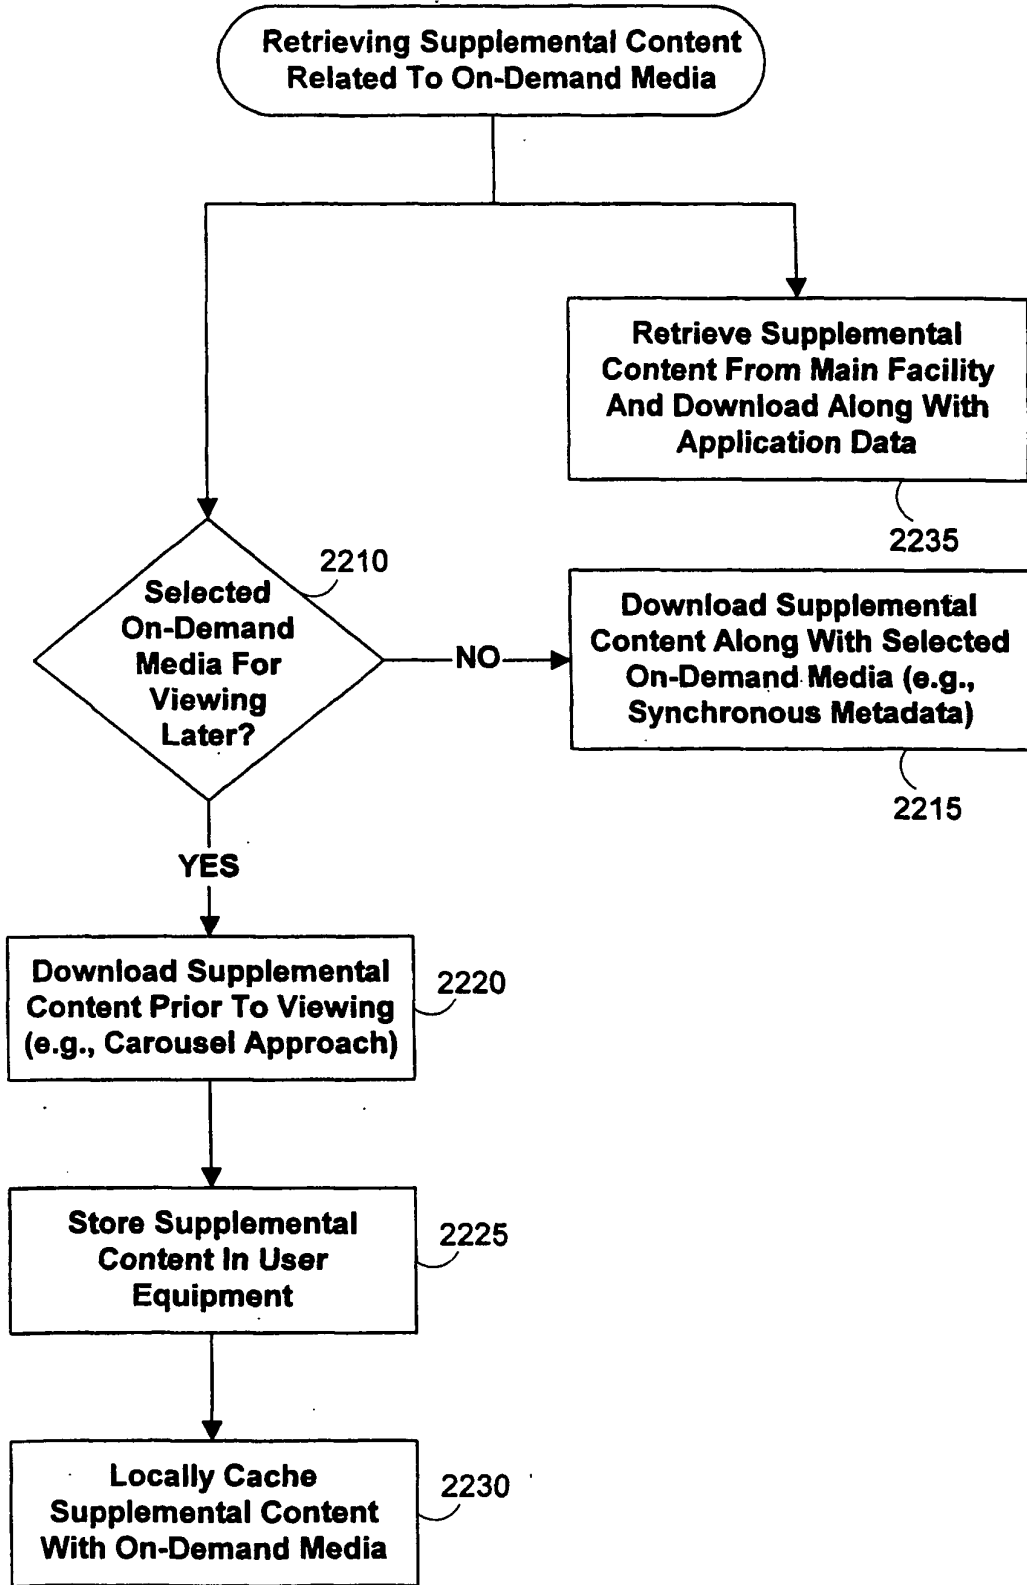 Retrieving Supplemental Content
Related To On-Demand Media
Retrieve Supplemental
Content From Main Facility
And Download Along With
Application Data
2235
2210
Selected
On-Demand
Media For
Viewing
Later?
NO
Download Supplemental
Content Along With Selected
On-Demand Media (e.g.,
Synchronous Metadata)
2215
YES
Download Supplemental
Content Prior To Viewing
(e.g., Carousel Approach)
2220
Store Supplemental
Content In User
Equipment
2225
Locally Cache
Supplemental Content
With On-Demand Media
2230